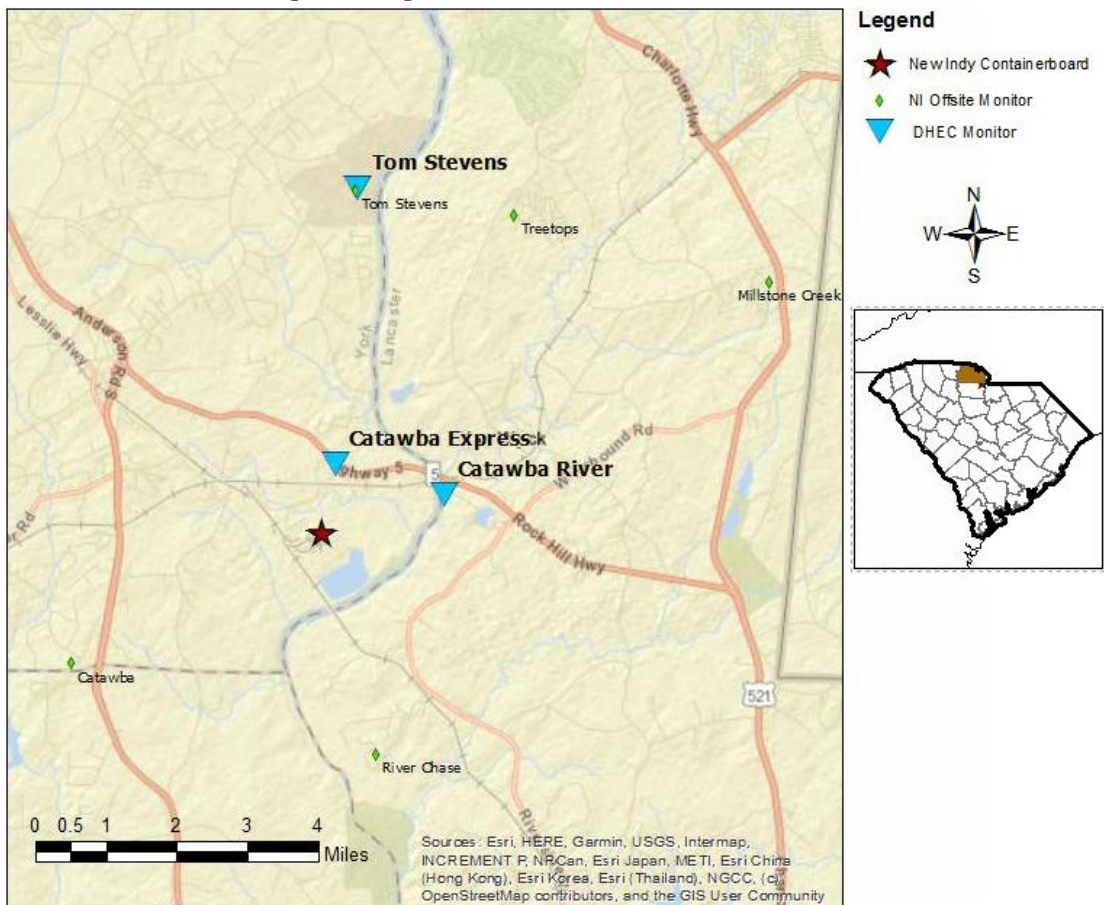 Legend
New Indy Containerboard
NI Offsite Monitor
DHEC Monitor
N
W
E
S
Charlotte Hwy
Tom Stevens
Tom Stevens
Treetops
Millstone Creek
York
Lancaster
Lesslie Hwy
Anderson Rd S
Catawba Express
Catawba River
ighway 5
5
Rd
Rock Hill Hwy
521
Catawba
River Chase
0 0.5 1 2 3 4
Miles
Sources: Esri, HERE, Garmin, USGS, Intermap,
INCREMENT P, NRCan, Esri Japan, METI, Esri China
(Hong Kong), Esri Korea, Esri (Thailand), NGCC, (c)
OpenStreetMap contributors, and the GIS User Community